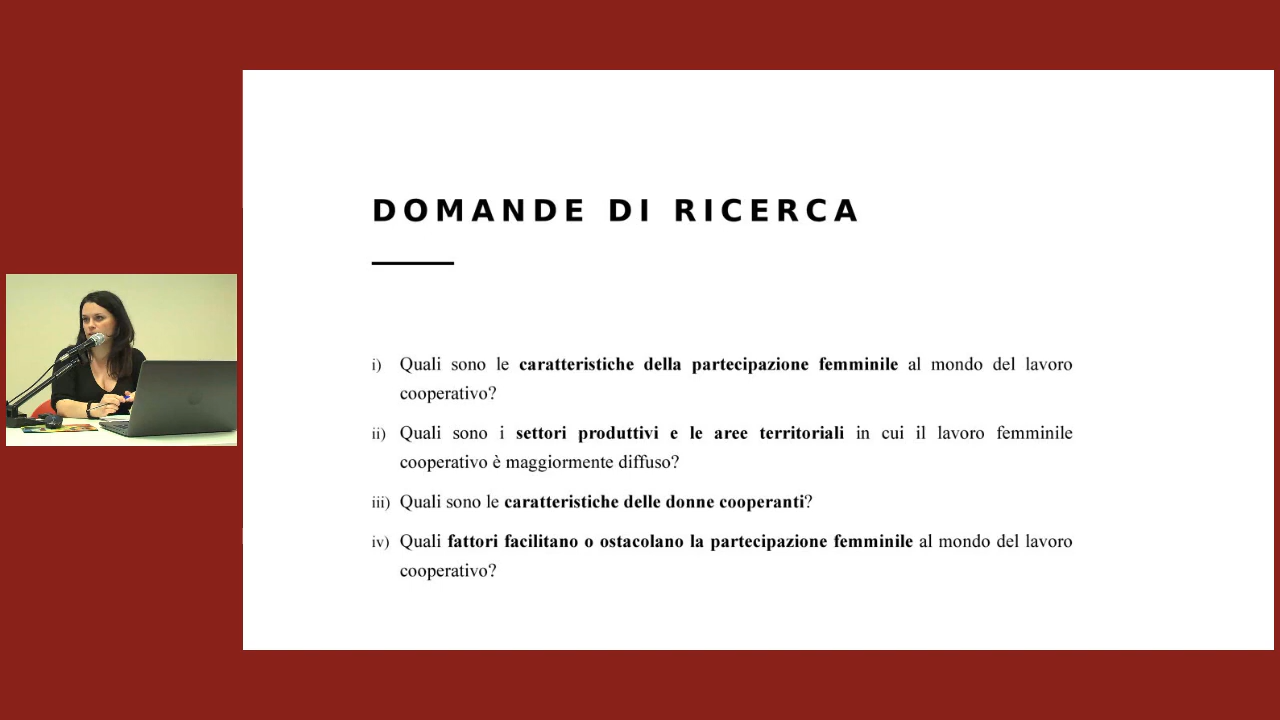 DOMANDE DI RICERCA
i) Quali sono le caratteristiche della partecipazione femminile al mondo del lavoro
cooperativo?
ii) Quali sono i settori produttivi e le aree territoriali in cui il lavoro femminile
cooperativo è maggiormente diffuso?
iii) Quali sono le caratteristiche delle donne cooperanti?
iv) Quali fattori facilitano o ostacolano la partecipazione femminile al mondo del lavoro
cooperativo?